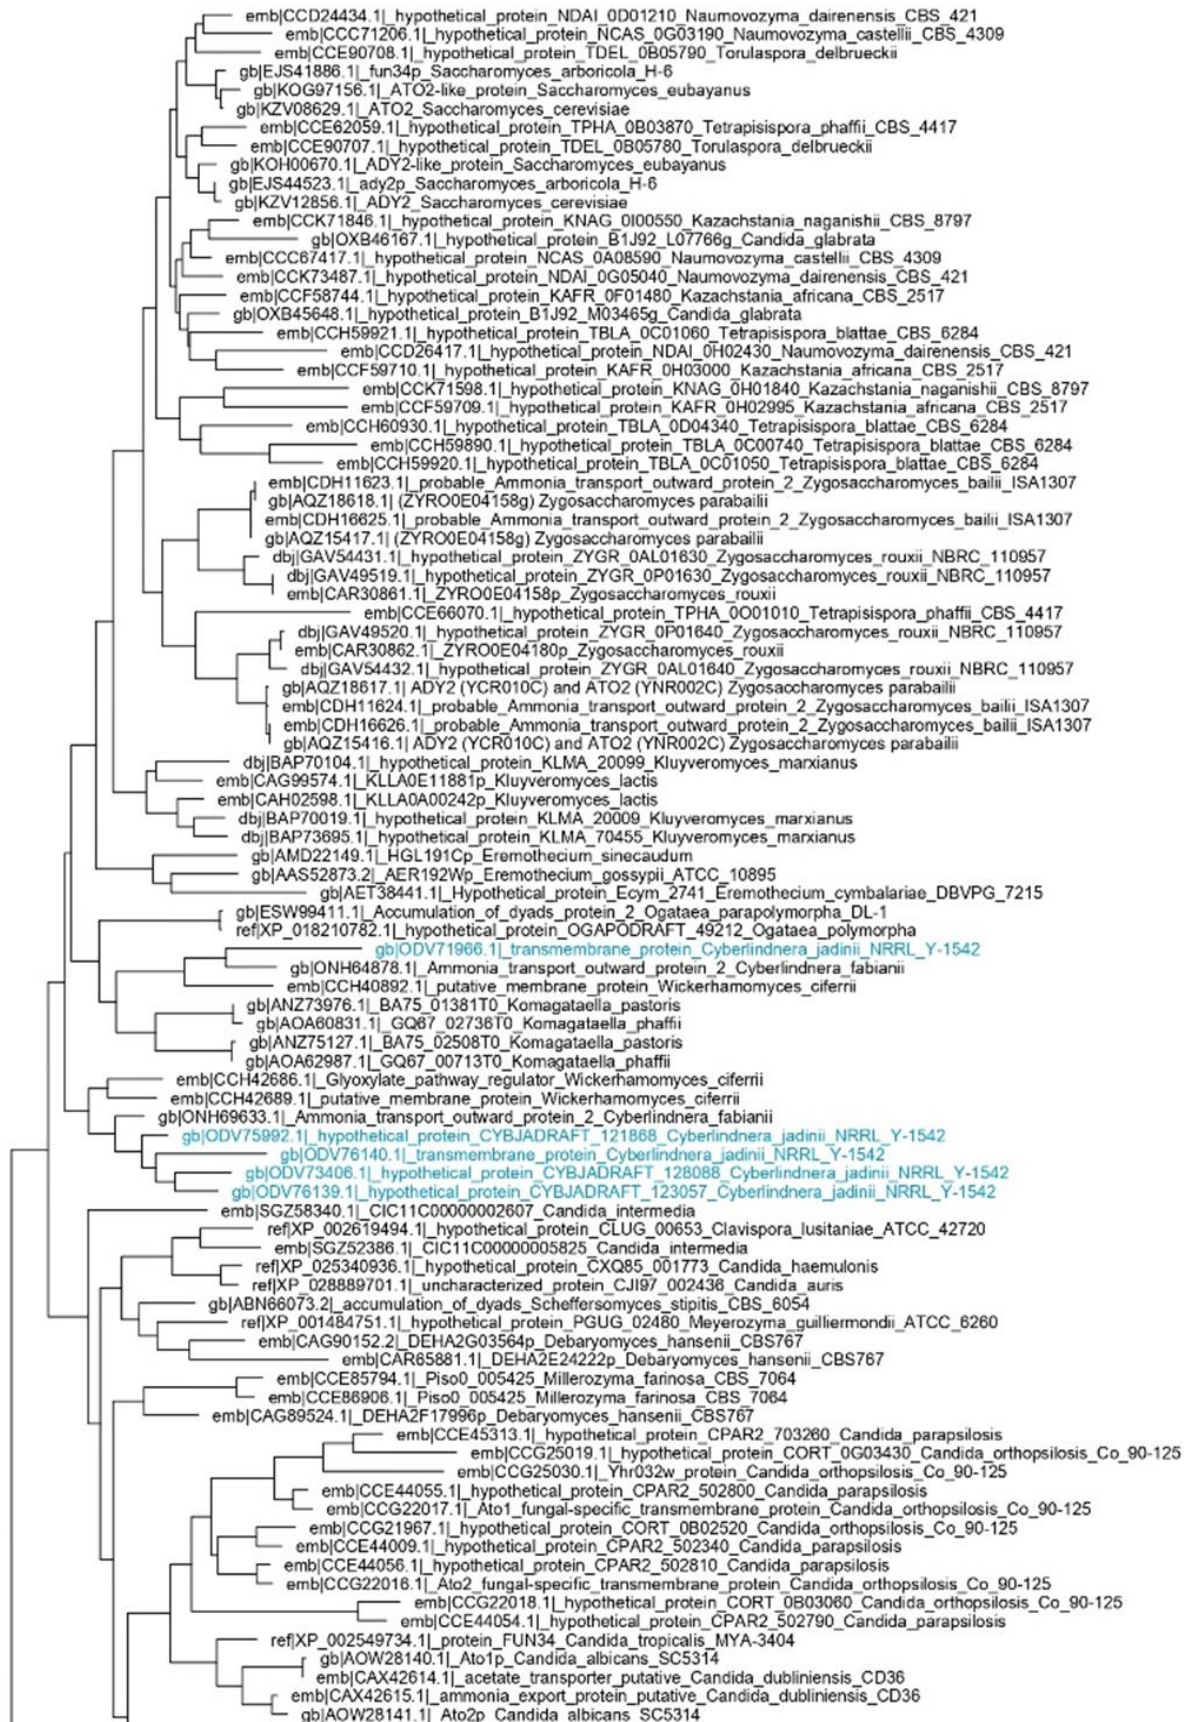 emb|CCD24434.1|_hypothetical_protein_NDAI_0D01210_Naumovozyma_dairenensis_CBS_421
emb|CCC71206.1|_hypothetical_protein_NCAS_0G03190_Naumovozyma_castellii_CBS_4309
emb|CCE90708.1|_hypothetical_protein_TDEL_0B05790_Torulaspora_delbrueckii
gb|EJS41886.1|_fun34p_Saccharomyces_arboricola_H-6
gb|KOG97156.1|_ATO2-like_protein_Saccharomyces_eubayanus
gb|KZV08629.1|_ATO2_Saccharomyces_cerevisiae
emb|CCE62059.1|_hypothetical_protein_TPHA_0B03870_Tetrapisispora_phaffii_CBS_4417
emb|CCE90707.1|_hypothetical_protein_TDEL_0B05780_Torulaspora_delbrueckii
gb|KOH00670.1|_ADY2-like_protein_Saccharomyces_eubayanus
gb|EJS44523.1|_ady2p_Saccharomyces_arboricola_H-6
gb|KZV12856.1|_ADY2_Saccharomyces_cerevisiae
emb|CCK71846.1|_hypothetical_protein_KNAG_0I00550_Kazachstania_naganishii_CBS_8797
gb|OXB46167.1|_hypothetical_protein_B1J92_L07766g_Candida_glabrata
emb|CCC67417.1|_hypothetical_protein_NCAS_0A08590_Naumovozyma_castellii_CBS_4309
emb|CCK73487.1|_hypothetical_protein_NDAI_0G05040_Naumovozyma_dairenensis_CBS_421
emb|CCF58744.1|_hypothetical_protein_KAFR_0F01480_Kazachstania_africana_CBS_2517
gb|OXB45648.1|_hypothetical_protein_B1J92_M03465g_Candida_glabrata
emb|CCH59921.1|_hypothetical_protein_TBLA_0C01060_Tetrapisispora_blattae_CBS_6284
emb|CCD26417.1|_hypothetical_protein_NDAI_0H02430_Naumovozyma_dairenensis_CBS_421
emb|CCF59710.1|_hypothetical_protein_KAFR_0H03000_Kazachstania_africana_CBS_2517
emb|CCK71598.1|_hypothetical_protein_KNAG_0H01840_Kazachstania_naganishii_CBS_8797
emb|CCF59709.1|_hypothetical_protein_KAFR_0H02995_Kazachstania_africana_CBS_2517
emb|CCH60930.1|_hypothetical_protein_TBLA_0D04340_Tetrapisispora_blattae_CBS_6284
emb|CCH59890.1|_hypothetical_protein_TBLA_0C00740_Tetrapisispora_blattae_CBS_6284
emb|CCH59920.1|_hypothetical_protein_TBLA_0C01050_Tetrapisispora_blattae_CBS_6284
emb|CDH11623.1|_probable_Ammonia_transport_outward_protein_2_Zygosaccharomyces_bailii_ISA1307
gb|AQZ18618.1| (ZYRO0E04158g) Zygosaccharomyces parabailii
emb|CDH16625.1|_probable_Ammonia_transport_outward_protein_2_Zygosaccharomyces_bailii_ISA1307
gb|AQZ15417.1| (ZYRO0E04158g) Zygosaccharomyces parabailii
dbj|GAV54431.1|_hypothetical_protein_ZYGR_0AL01630_Zygosaccharomyces_rouxii_NBRC_110957
dbj|GAV49519.1|_hypothetical_protein_ZYGR_0P01630_Zygosaccharomyces_rouxii_NBRC_110957
emb|CAR30861.1|_ZYRO0E04158p_Zygosaccharomyces_rouxii
emb|CCE66070.1|_hypothetical_protein_TPHA_0O01010_Tetrapisispora_phaffii_CBS_4417
dbj|GAV49520.1|_hypothetical_protein_ZYGR_0P01640_Zygosaccharomyces_rouxii_NBRC_110957
emb|CAR30862.1|_ZYRO0E04180p_Zygosaccharomyces_rouxii
dbj|GAV54432.1|_hypothetical_protein_ZYGR_0AL01640_Zygosaccharomyces_rouxii_NBRC_110957
gb|AQZ18617.1| ADY2 (YCR010C) and ATO2 (YNR002C) Zygosaccharomyces parabailii
emb|CDH11624.1|_probable_Ammonia_transport_outward_protein_2_Zygosaccharomyces_bailii_ISA1307
emb|CDH16626.1|_probable_Ammonia_transport_outward_protein_2_Zygosaccharomyces_bailii_ISA1307
gb|AQZ15416.1| ADY2 (YCR010C) and ATO2 (YNR002C) Zygosaccharomyces parabailii
dbj|BAP70104.1|_hypothetical_protein_KLMA_20099_Kluyveromyces_marxianus
emb|CAG99574.1|_KLLA0E11881p_Kluyveromyces_lactis
emb|CAH02598.1|_KLLA0A00242p_Kluyveromyces_lactis
dbj|BAP70019.1|_hypothetical_protein_KLMA_20009_Kluyveromyces_marxianus
dbj|BAP73695.1|_hypothetical_protein_KLMA_70455_Kluyveromyces_marxianus
gb|AMD22149.1|_HGL191Cp_Eremothecium_sinecaudum
gb|AAS52873.2|_AER192Wp_Eremothecium_gossypii_ATCC_10895
gb|AET38441.1|_Hypothetical_protein_Ecym_2741_Eremothecium_cymbalariae_DBVPG_7215
gb|ESW99411.1|_Accumulation_of_dyads_protein_2_Ogataea_parapolymorpha_DL-1
ref|XP_018210782.1|_hypothetical_protein_OGAPODRAFT_49212_Ogataea_polymorpha
gb|ODV71966.1|_transmembrane_protein_Cyberlindnera_jadinii_NRRL_Y-1542
gb|ONH64878.1|_Ammonia_transport_outward_protein_2_Cyberlindnera_fabianii
emb|CCH40892.1|_putative_membrane_protein_Wickerhamomyces_ciferrii
gb|ANZ73976.1|_BA75_01381T0_Komagataella_pastoris
gb|AOA60831.1|_GQ67_02736T0_Komagataella_phaffii
gb|ANZ75127.1|_BA75_02508T0_Komagataella_pastoris
gb|AOA62987.1|_GQ67_00713T0_Komagataella_phaffii
emb|CCH42686.1|_Glyoxylate_pathway_regulator_Wickerhamomyces_ciferrii
emb|CCH42689.1|_putative_membrane_protein_Wickerhamomyces_ciferrii
gb|ONH69633.1|_Ammonia_transport_outward_protein_2_Cyberlindnera_fabianii
gb|ODV75992.1|_hypothetical_protein_CYBJADRAFT_121868_Cyberlindnera_jadinii_NRRL_Y-1542
gb|ODV76140.1|_transmembrane_protein_Cyberlindnera_jadinii_NRRL_Y-1542
gb|ODV73406.1|_hypothetical_protein_CYBJADRAFT_128088_Cyberlindnera_jadinii_NRRL_Y-1542
gb|ODV76139.1|_hypothetical_protein_CYBJADRAFT_123057_Cyberlindnera_jadinii_NRRL_Y-1542
emb|SGZ58340.1|_CIC11C00000002607_Candida_intermedia
ref|XP_002619494.1|_hypothetical_protein_CLUG_00653_Clavispora_lusitaniae_ATCC_42720
emb|SGZ52386.1|_CIC11C00000005825_Candida_intermedia
ref|XP_025340936.1|_hypothetical_protein_CXQ85_001773_Candida_haemulonis
ref|XP_028889701.1|_uncharacterized_protein_CJI97_002436_Candida_auris
gb|ABN66073.2|_accumulation_of_dyads_Scheffersomyces_stipitis_CBS_6054
ref|XP_001484751.1|_hypothetical_protein_PGUG_02480_Meyerozyma_guilliermondii_ATCC_6260
emb|CAG90152.2|_DEHA2G03564p_Debaryomyces_hansenii_CBS767
emb|CAR65881.1|_DEHA2E24222p_Debaryomyces_hansenii_CBS767
emb|CCE85794.1|_Piso0_005425_Millerozyma_farinosa_CBS_7064
emb|CCE86906.1|_Piso0_005425_Millerozyma_farinosa_CBS_7064
emb|CAG89524.1|_DEHA2F17996p_Debaryomyces_hansenii_CBS767
emb|CCE45313.1|_hypothetical_protein_CPAR2_703260_Candida_parapsilosis
emb|CCG25019.1|_hypothetical_protein_CORT_0G03430_Candida_orthopsilosis_Co_90-125
emb|CCG25030.1|_Yhr032w_protein_Candida_orthopsilosis_Co_90-125
emb|CCE44055.1|_hypothetical_protein_CPAR2_502800_Candida_parapsilosis
emb|CCG22017.1|_Ato1_fungal-specific_transmembrane_protein_Candida_orthopsilosis_Co_90-125
emb|CCG21967.1|_hypothetical_protein_CORT_0B02520_Candida_orthopsilosis_Co_90-125
emb|CCE44009.1|_hypothetical_protein_CPAR2_502340_Candida_parapsilosis
emb|CCE44056.1|_hypothetical_protein_CPAR2_502810_Candida_parapsilosis
emb|CCG22016.1|_Ato2_fungal-specific_transmembrane_protein_Candida_orthopsilosis_Co_90-125
emb|CCG22018.1|_hypothetical_protein_CORT_0B03060_Candida_orthopsilosis_Co_90-125
emb|CCE44054.1|_hypothetical_protein_CPAR2_502790_Candida_parapsilosis
ref|XP_002549734.1|_protein_FUN34_Candida_tropicalis_MYA-3404
gb|AOW28140.1|_Ato1p_Candida_albicans_SC5314
emb|CAX42614.1|_acetate_transporter_putative_Candida_dubliniensis_CD36
emb|CAX42615.1|_ammonia_export_protein_putative_Candida_dubliniensis_CD36
gb|AOW28141.1|_Ato2p_Candida_albicans_SC5314